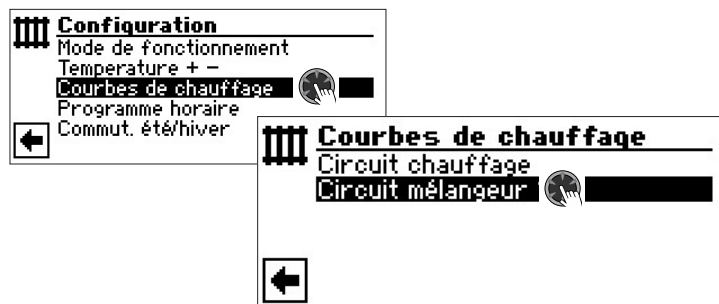 Configuration
Mode de fonctionnement
Temperature + −
Courbes de chauffage
Programme horaire
Commut. été/hiver
Courbes de chauffage
Circuit chauffage
Circuit mélangeur